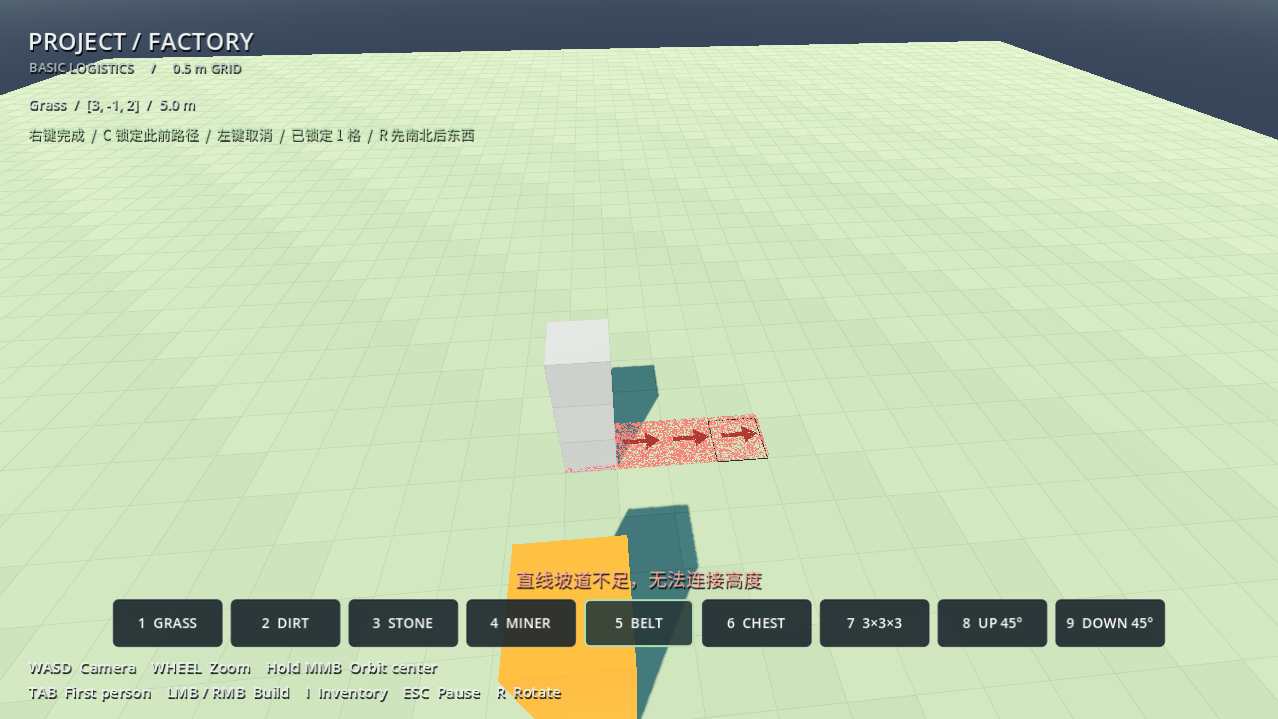 PROJECT / FACTORY
BASIC LOGISTICS / 0.5 m GRID
Grass / [3, -1, 2] / 5.0 m
右键完成 / C 锁定此前路径 / 左键取消 / 已锁定 1 格 / R 先南北后东西
直线坡道不足，无法连接高度
1 GRASS 2 DIRT 3 STONE 4 MINER 5 BELT 6 CHEST 7 3×3×3 8 UP 45° 9 DOWN 45°
WASD Camera WHEEL Zoom Hold MMB Orbit center
TAB First person LMB / RMB Build I Inventory ESC Pause R Rotate